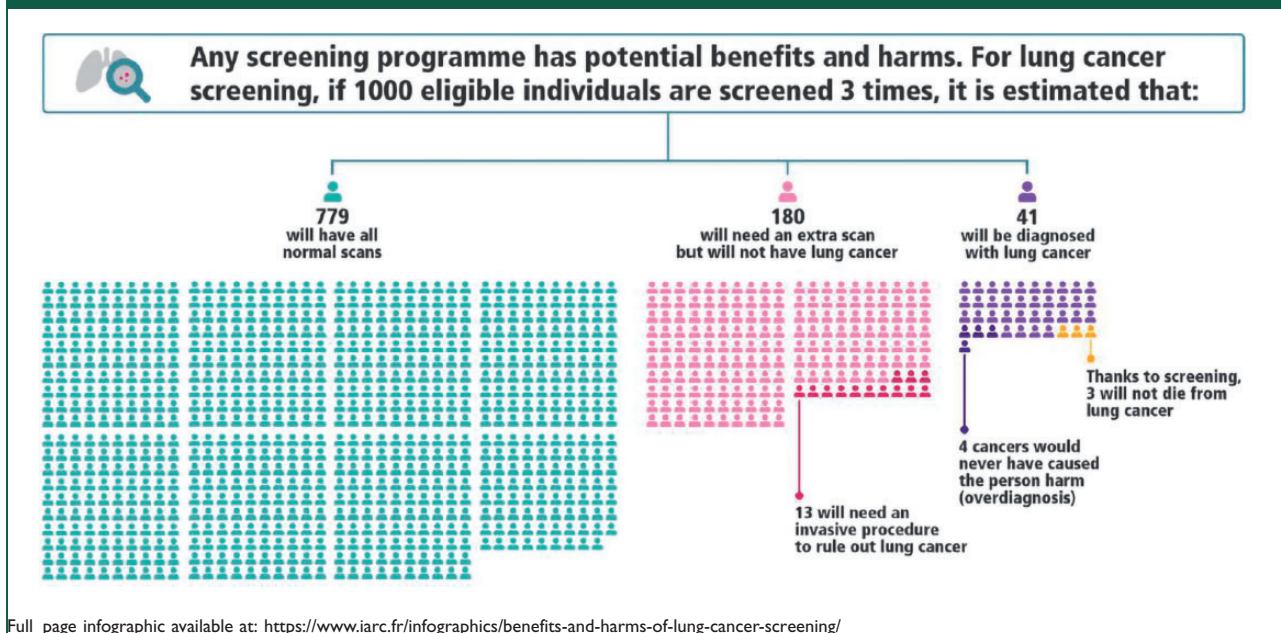 Any screening programme has potential benefits and harms. For lung cancer
screening, if 1000 eligible individuals are screened 3 times, it is estimated that:
779
will have all
normal scans
180
will need an extra scan
but will not have lung cancer
41
will be diagnosed
with lung cancer
13 will need an
invasive procedure
to rule out lung cancer
4 cancers would
never have caused
the person harm
(overdiagnosis)
Thanks to screening,
3 will not die from
lung cancer
Full page infographic available at: https://www.iarc.fr/infographics/benefits-and-harms-of-lung-cancer-screening/